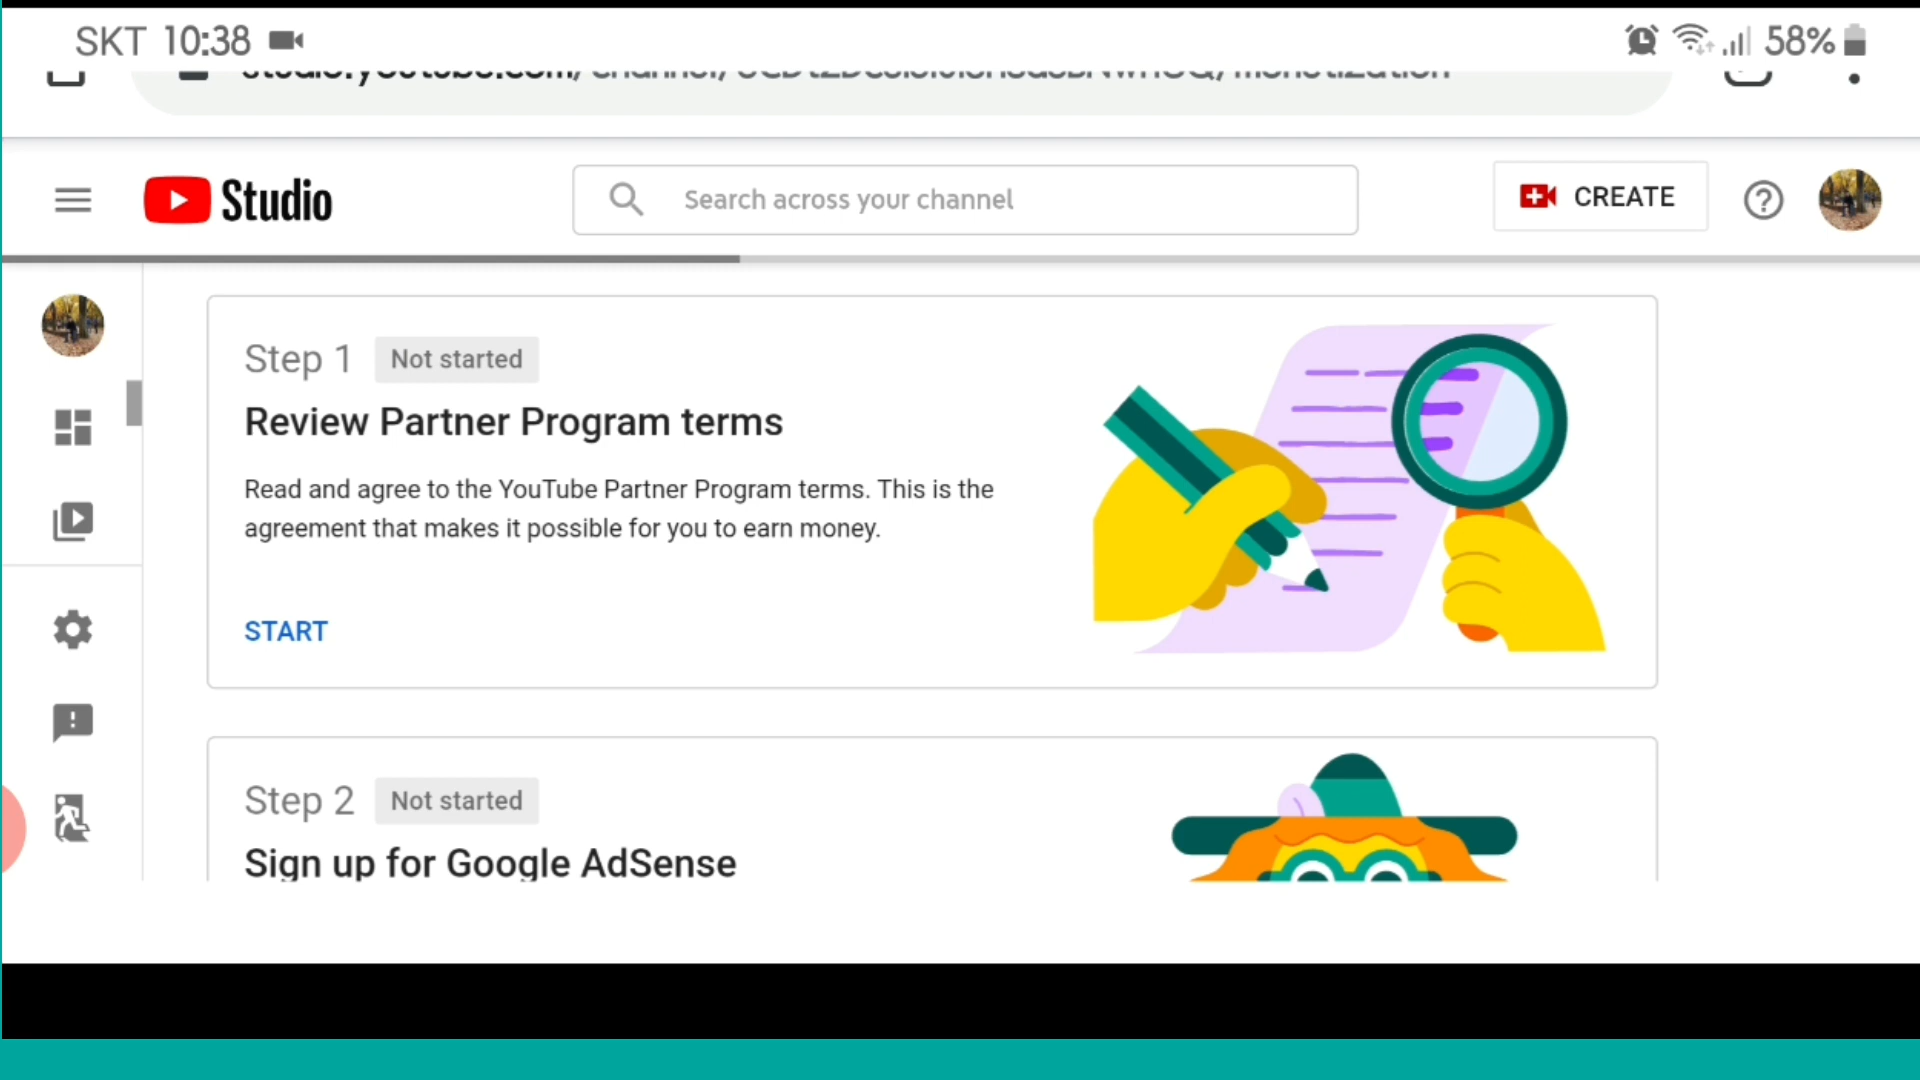 SKT 10:38
58%
Studio
Search across your channel
CREATE
Step 1
Not started
Review Partner Program terms
Read and agree to the YouTube Partner Program terms. This is the
agreement that makes it possible for you to earn money.
START
Step 2
Not started
Sign up for Google AdSense